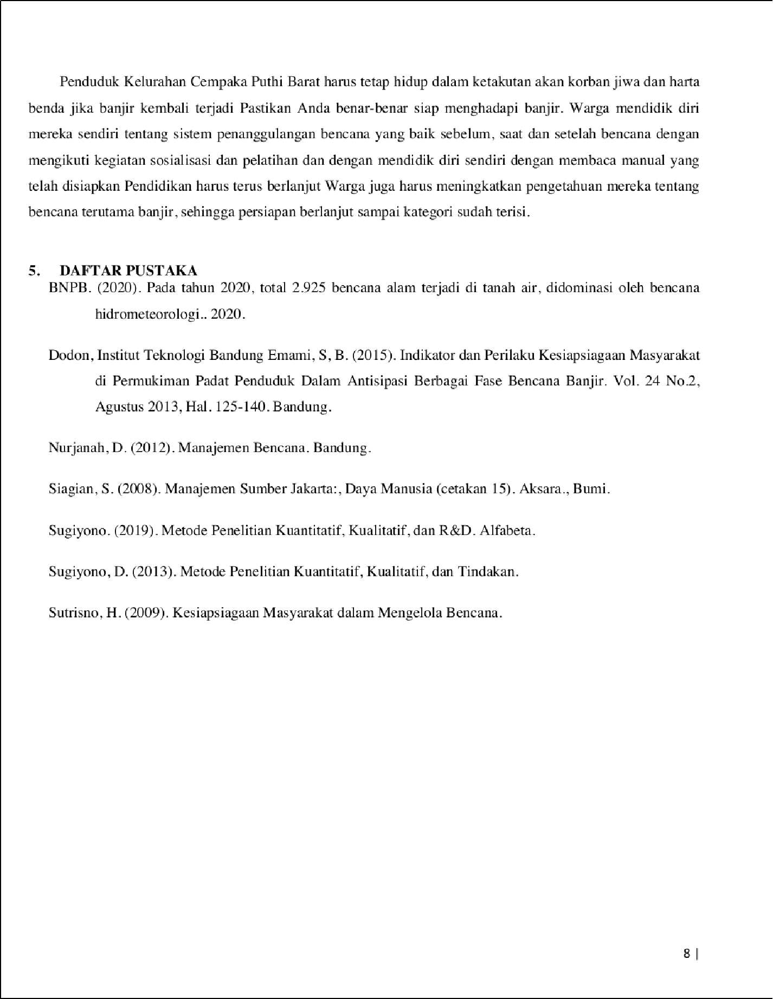 Penduduk Kelurahan Cempaka Puthi Barat harus tetap hidup dalam ketakutan akan korban jiwa dan harta
benda jika banjir kembali terjadi Pastikan Anda benar-benar siap menghadapi banjir. Warga mendidik diri
mereka sendiri tentang sistem penanggulangan bencana yang baik sebelum, saat dan setelah bencana dengan
mengikuti kegiatan sosialisasi dan pelatihan dan dengan mendidik diri sendiri dengan membaca manual yang
telah disiapkan Pendidikan harus terus berlanjut Warga juga harus meningkatkan pengetahuan mereka tentang
bencana terutama banjir, sehingga persiapan berlanjut sampai kategori sudah terisi.
5. DAFTAR PUSTAKA
BNPB. (2020). Pada tahun 2020, total 2.925 bencana alam terjadi di tanah air, didominasi oleh bencana
hidrometeorologi.. 2020.
Dodon, Institut Teknologi Bandung Emami, S, B. (2015). Indikator dan Perilaku Kesiapsiagaan Masyarakat
di Permukiman Padat Penduduk Dalam Antisipasi Berbagai Fase Bencana Banjir. Vol. 24 No.2,
Agustus 2013, Hal. 125-140. Bandung.
Nurjanah, D. (2012). Manajemen Bencana. Bandung.
Siagian, S. (2008). Manajemen Sumber Jakarta:, Daya Manusia (cetakan 15). Aksara., Bumi.
Sugiyono. (2019). Metode Penelitian Kuantitatif, Kualitatif, dan R&D. Alfabeta.
Sugiyono, D. (2013). Metode Penelitian Kuantitatif, Kualitatif, dan Tindakan.
Sutrisno, H. (2009). Kesiapsiagaan Masyarakat dalam Mengelola Bencana.
8 |